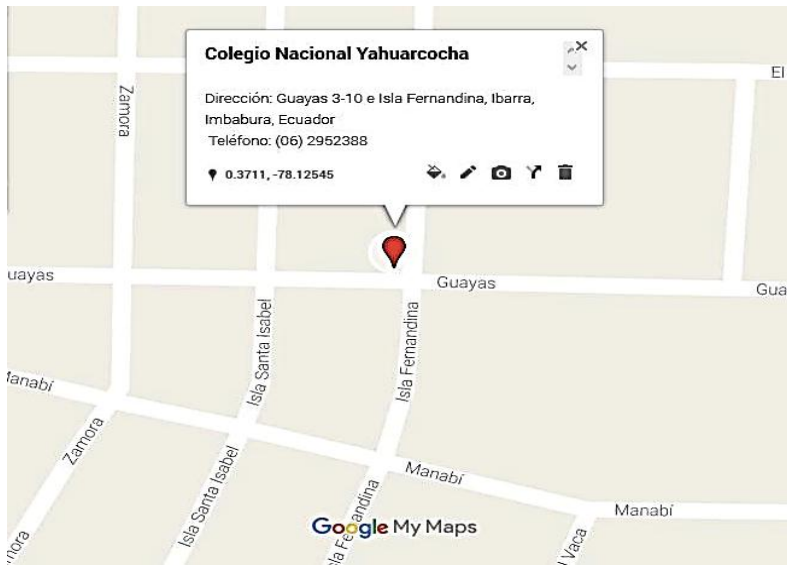 Colegio Nacional Yahuarcocha
Dirección: Guayas 3-10 e Isla Fernandina, Ibarra,
Imbabura, Ecuador
Teléfono: (06) 2952388
0.3711, -78.12545
El
Zamora
uayas
Guayas
Gua
Isla Santa Isabel
Isla Fernandina
Manabí
Zamora
Isla Santa Isabel
Manabí
Manabí
Google My Maps